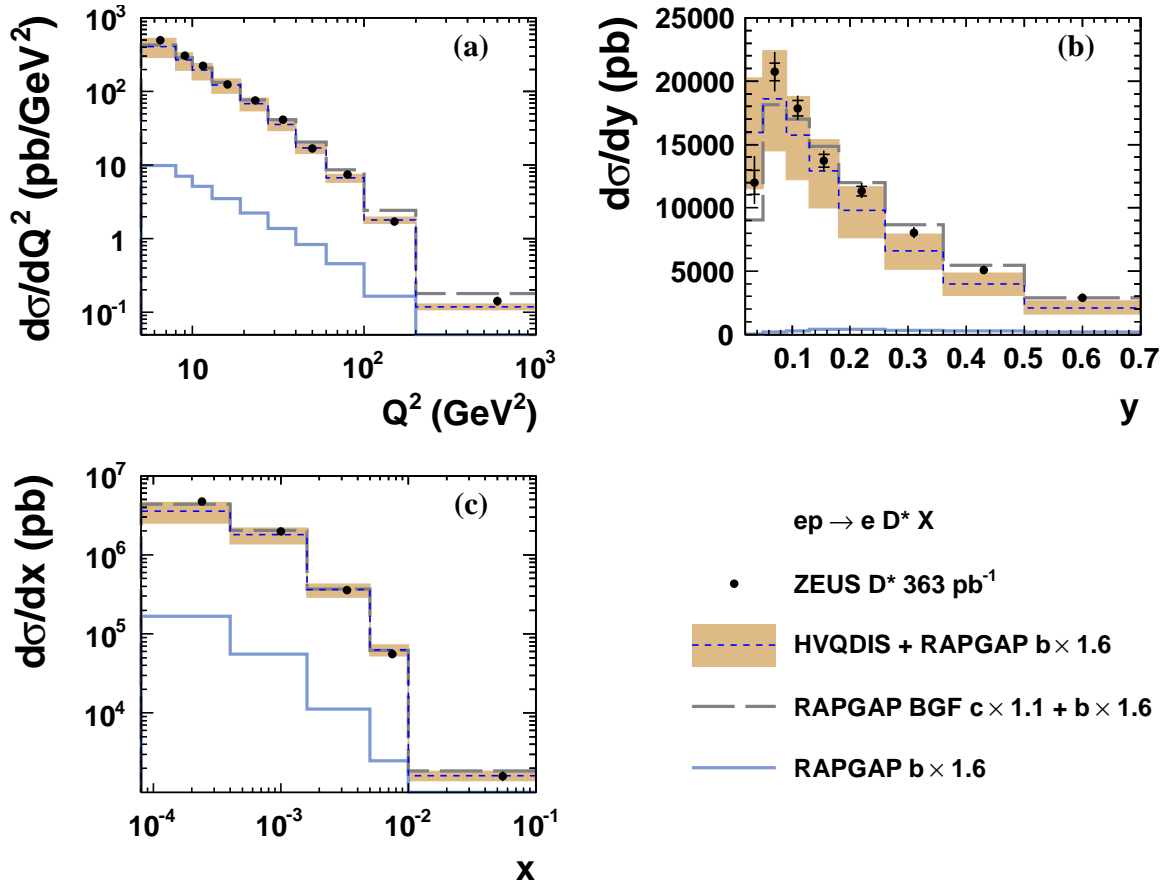 (a)
dσ/dQ² (pb/GeV²)
10³
10²
10
1
10⁻¹
10 10² 10³
Q² (GeV²)
(b)
dσ/dy (pb)
25000
20000
15000
10000
5000
0
0.1 0.2 0.3 0.4 0.5 0.6 0.7
y
(c)
dσ/dx (pb)
10⁷
10⁶
10⁵
10⁴
10⁻⁴ 10⁻³ 10⁻² 10⁻¹
x
ep → e D* X
ZEUS D* 363 pb⁻¹
HVQDIS + RAPGAP b × 1.6
RAPGAP BGF c × 1.1 + b × 1.6
RAPGAP b × 1.6